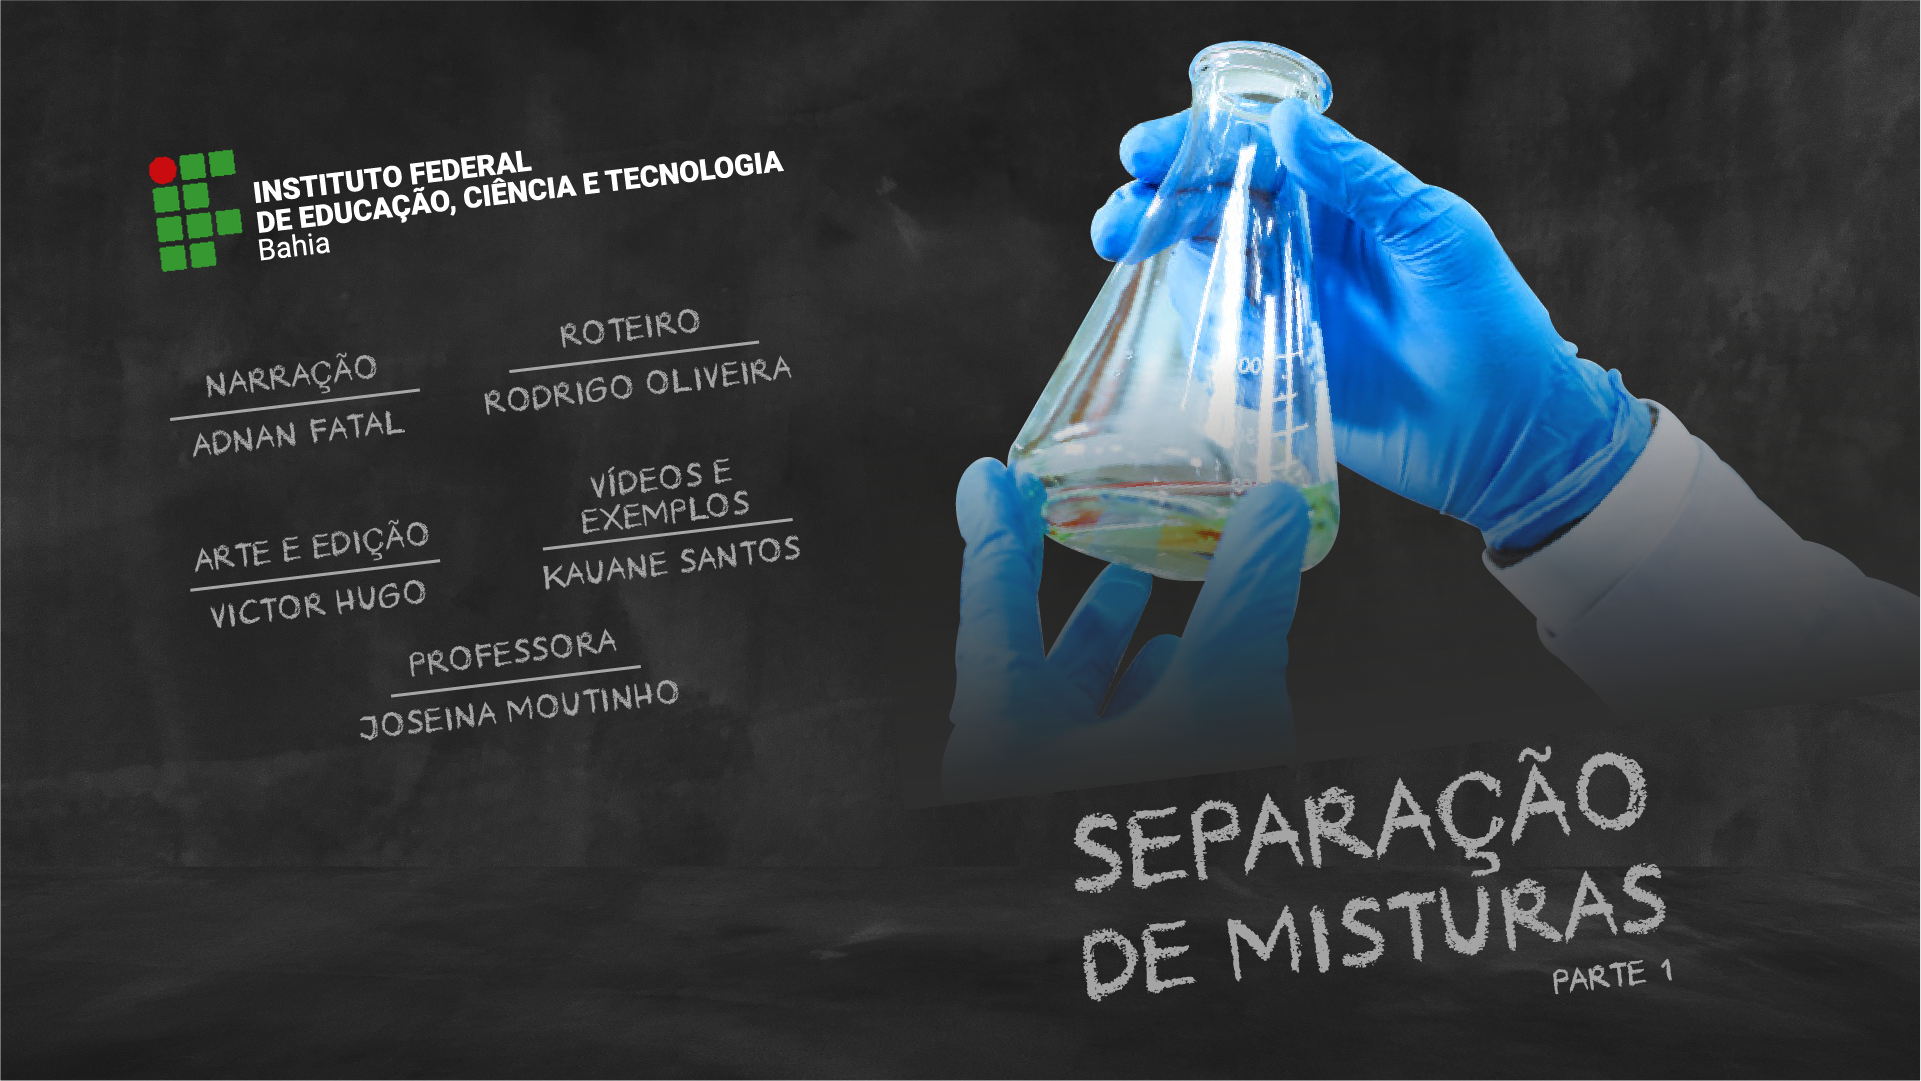 INSTITUTO FEDERAL
DE EDUCAÇÃO, CIÊNCIA E TECNOLOGIA
Bahia
NARRAÇÃO
ADNAN FATAL
ROTEIRO
RODRIGO OLIVEIRA
ARTE E EDIÇÃO
VICTOR HUGO
VÍDEOS E
EXEMPLOS
KAUANE SANTOS
PROFESSORA
JOSEINA MOUTINHO
SEPARAÇÃO
DE MISTURAS
PARTE 1